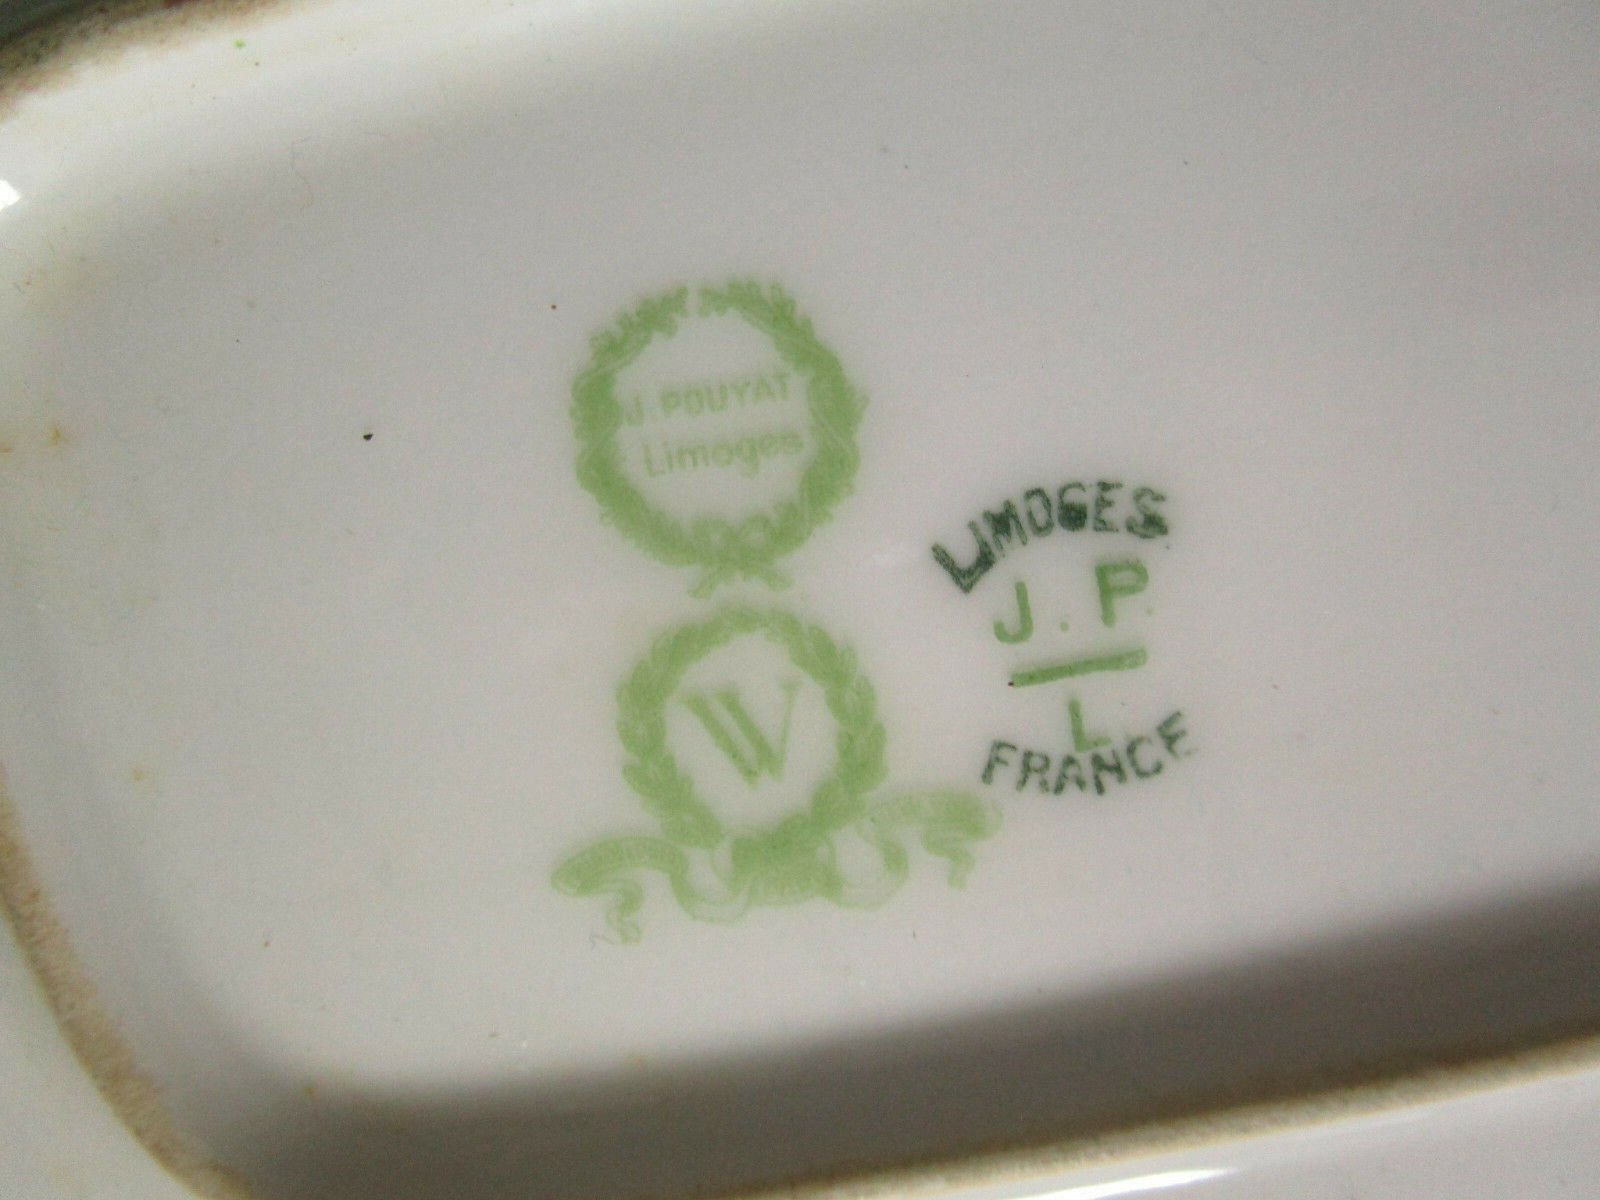 J. POUYAT
Limoges
W
LIMOGES
J. P.
L
FRANCE